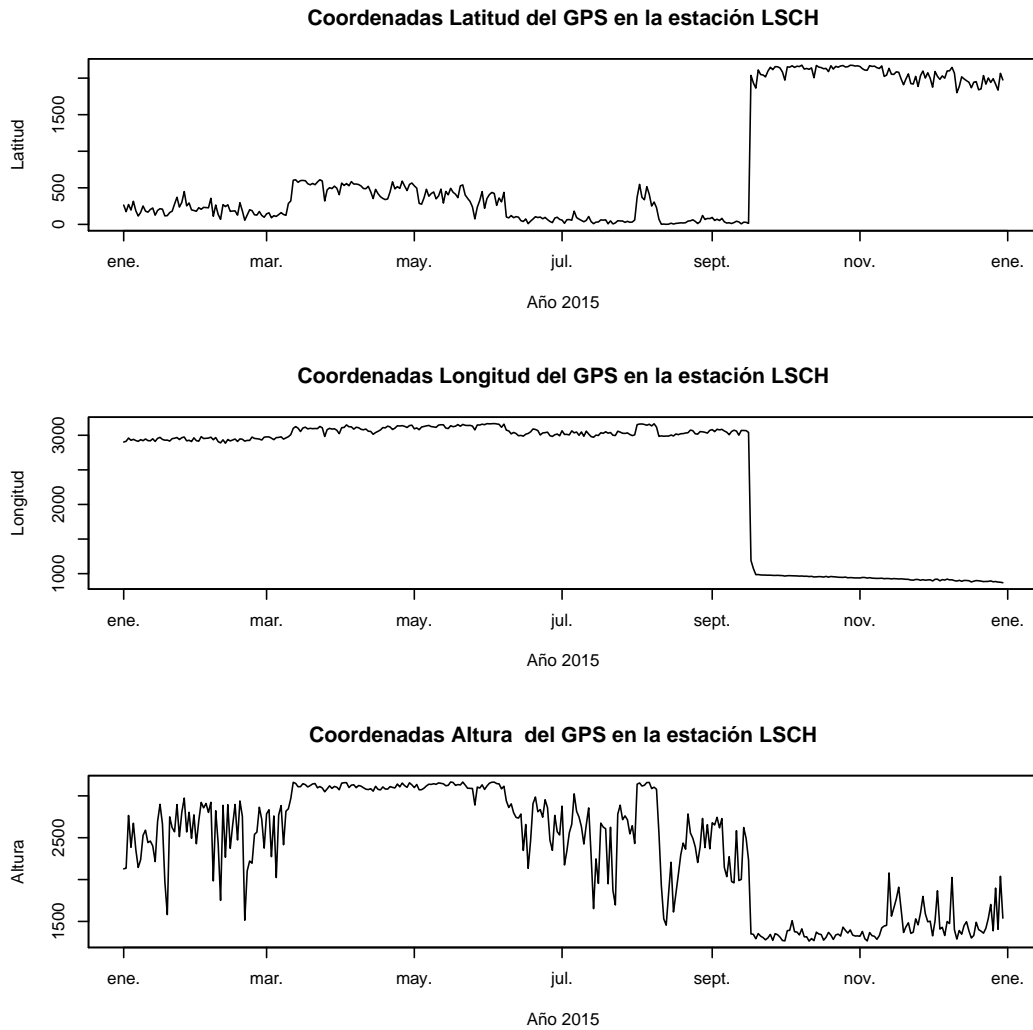 Coordenadas Latitud del GPS en la estación LSCH
Latitud
0
500
1500
ene.
mar.
may.
jul.
sept.
nov.
ene.
Año 2015
Coordenadas Longitud del GPS en la estación LSCH
Longitud
1000
2000
3000
ene.
mar.
may.
jul.
sept.
nov.
ene.
Año 2015
Coordenadas Altura  del GPS en la estación LSCH
Altura
1500
2500
ene.
mar.
may.
jul.
sept.
nov.
ene.
Año 2015